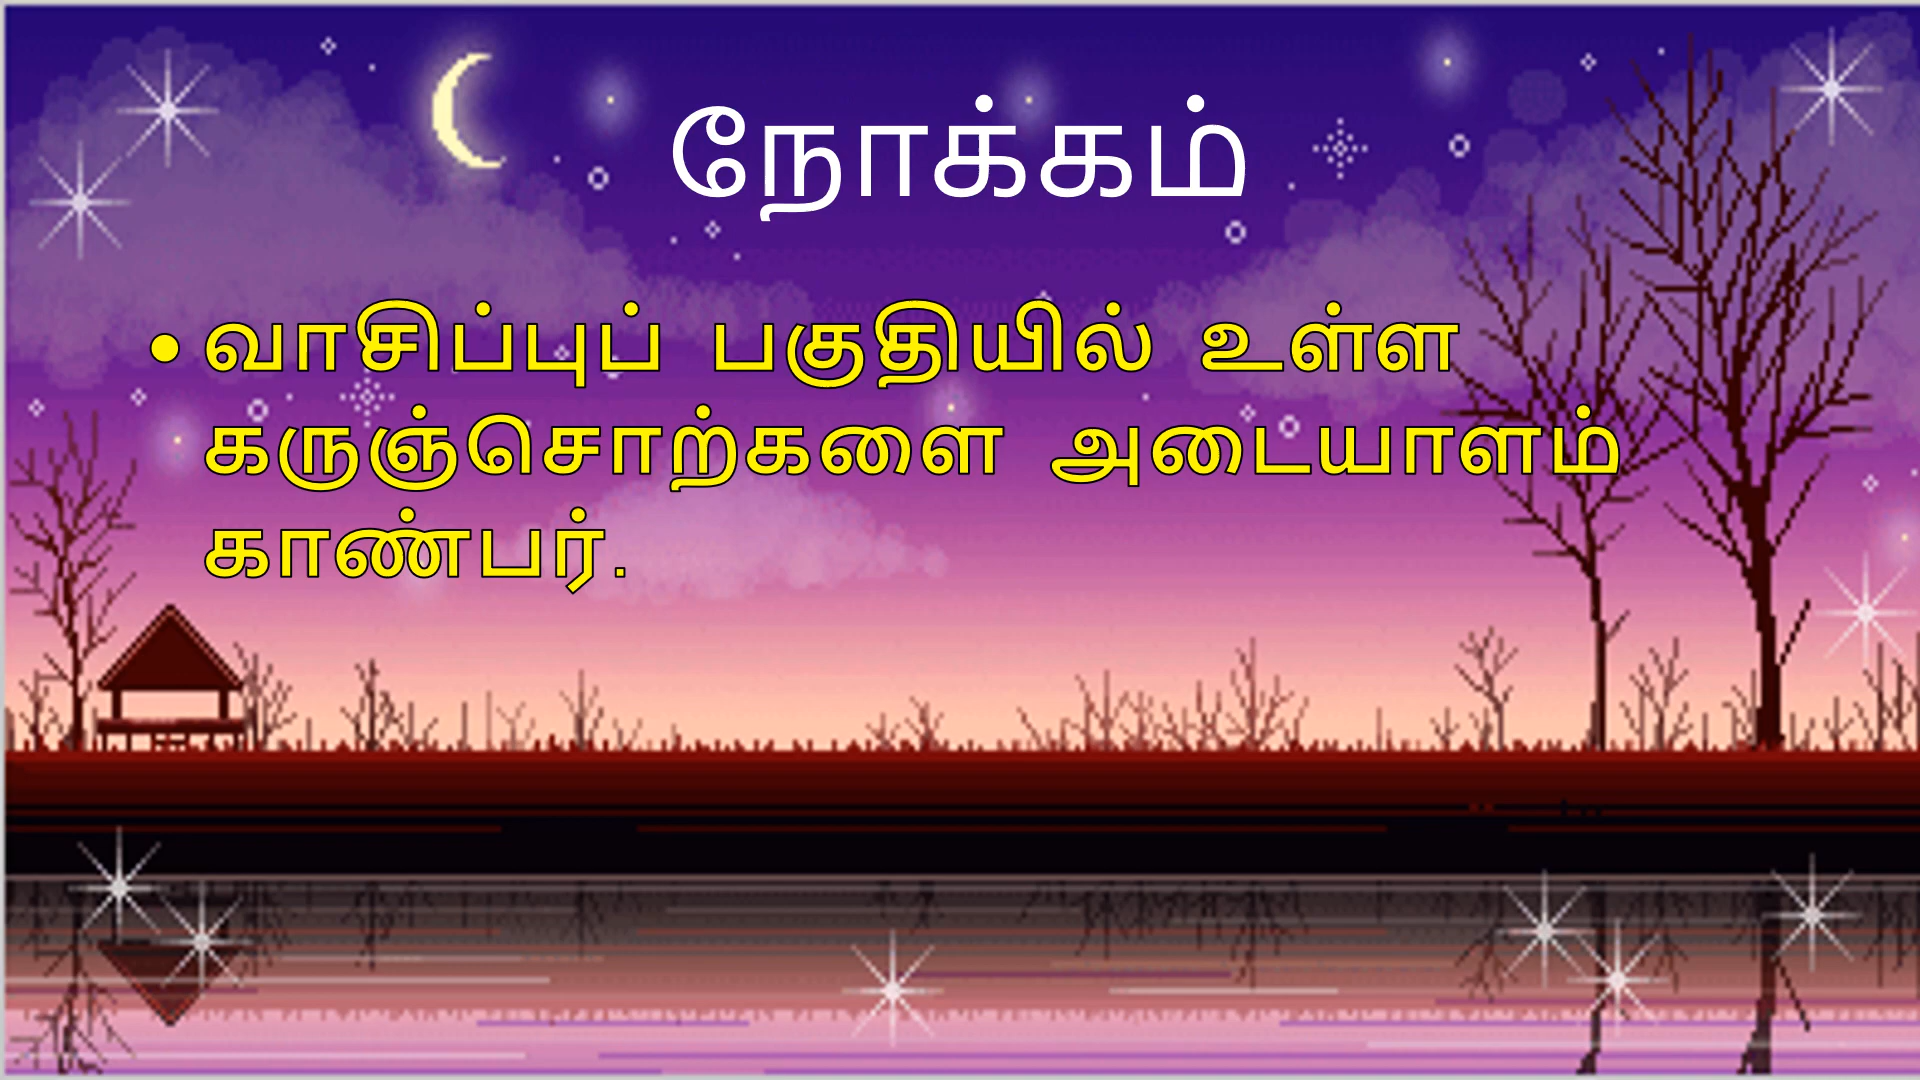 நோக்கம்
• வாசிப்புப் பகுதியில் உள்ள
கருஞ்சொற்களை அடையாளம்
காண்பர்.